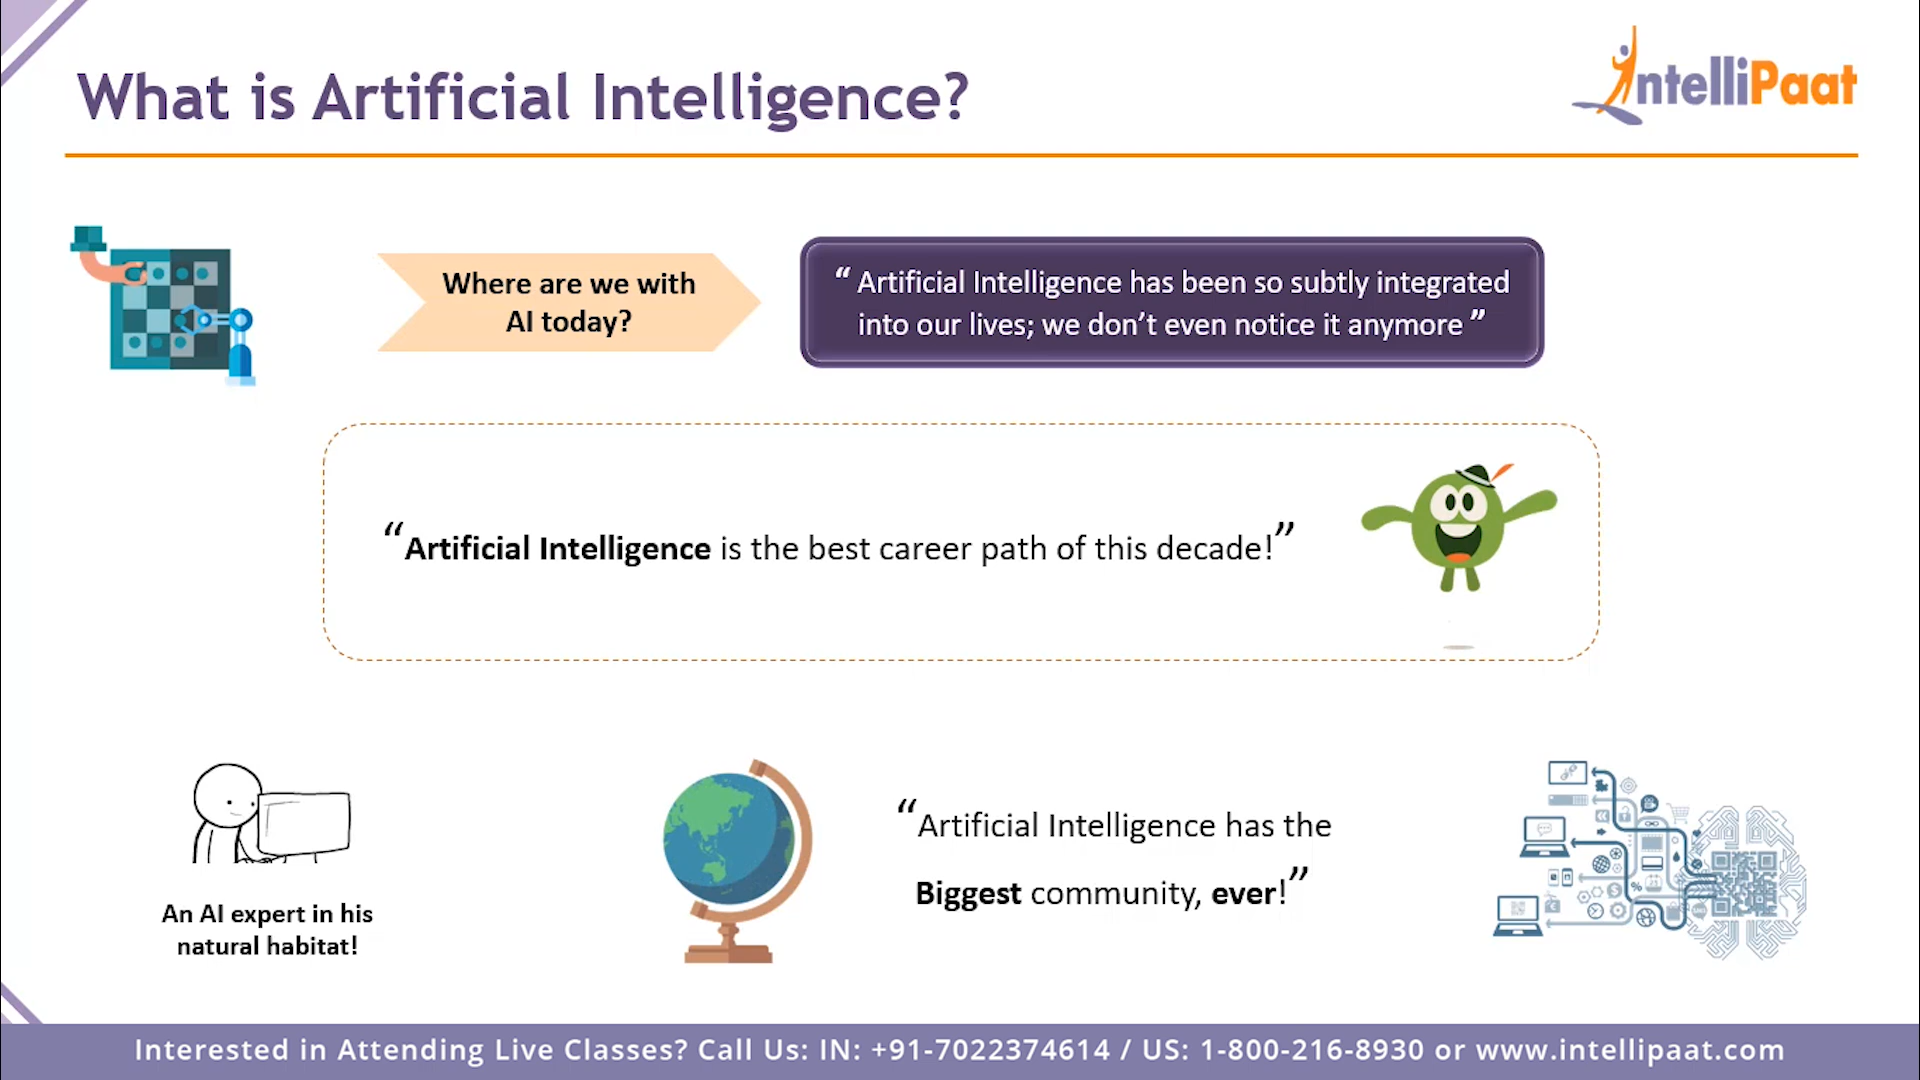 What is Artificial Intelligence?
IntelliPaat
Where are we with
AI today?
“ Artificial Intelligence has been so subtly integrated
into our lives; we don’t even notice it anymore ”
“Artificial Intelligence is the best career path of this decade!”
An AI expert in his
natural habitat!
“Artificial Intelligence has the
Biggest community, ever!”
Interested in Attending Live Classes? Call Us: IN: +91-7022374614 / US: 1-800-216-8930 or www.intellipaat.com